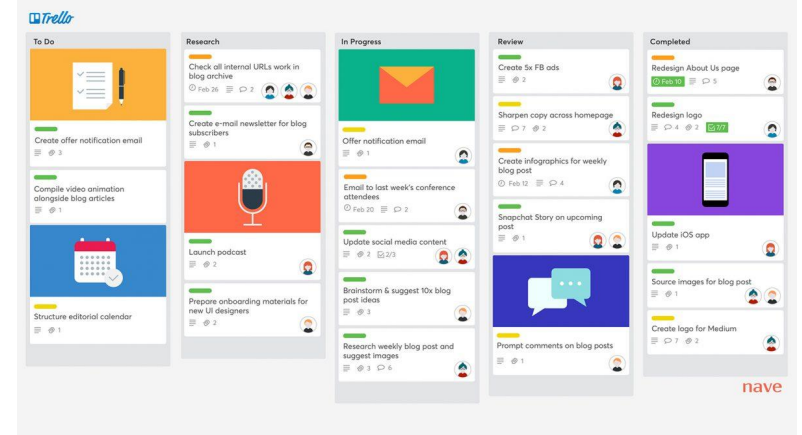 Trello
To Do
Create offer notification email
3
Compile video animation
alongside blog articles
1
Structure editorial calendar
1
Research
Check all internal URLs work in
blog archive
Feb 26 2
Create e-mail newsletter for blog
subscribers
1
Launch podcast
2
Prepare onboarding materials for
new UI designers
2
In Progress
Offer notification email
1
Email to last week's conference
attendees
Feb 20 2
Update social media content
2 2/3
Brainstorm & suggest 10x blog
post ideas
3
Research weekly blog post and
suggest images
3 6
Review
Create 5x FB ads
2
Sharpen copy across homepage
7 2
Create infographics for weekly
blog post
Feb 12 4
Snapchat Story on upcoming
post
1
Prompt comments on blog posts
1
Completed
Redesign About Us page
Feb 10 5
Redesign logo
4 2 7/7
Update iOS app
1
Source images for blog post
1
Create logo for Medium
7 2
nave